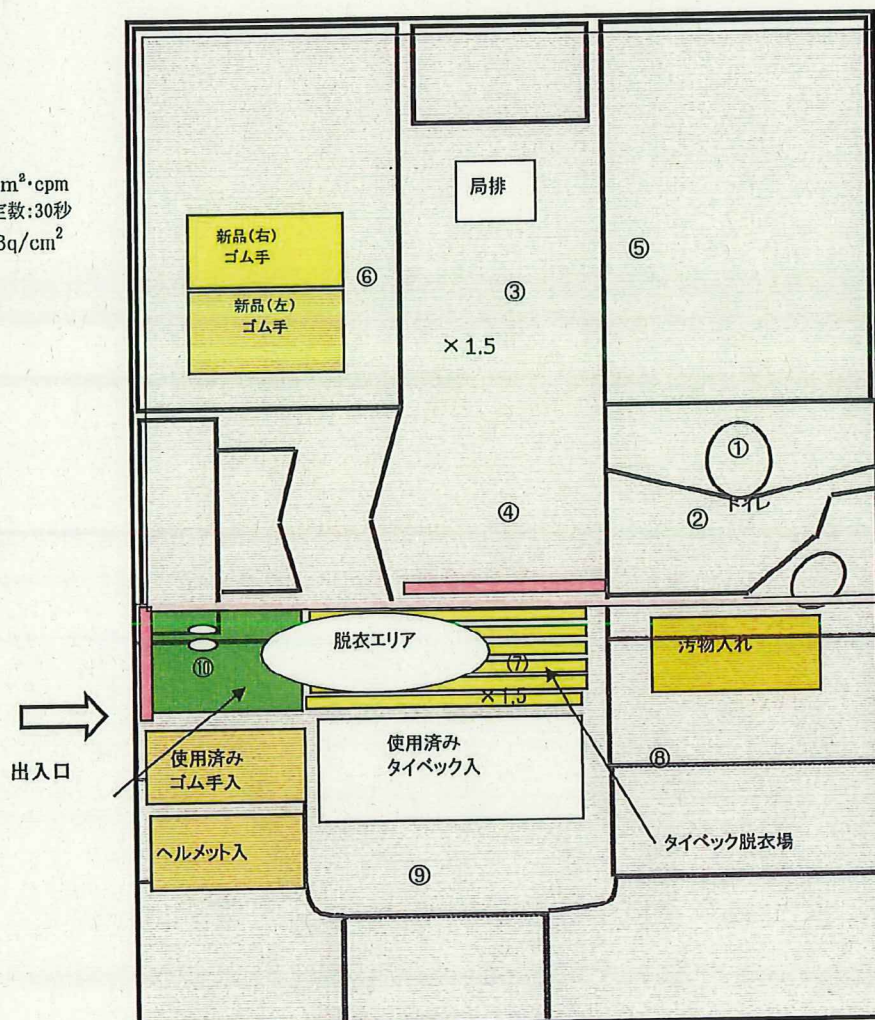 m²・cpm
定数:30秒
Bq/cm²
局排
新品(右)
ゴム手
⑥
③
⑤
新品(左)
ゴム手
×1.5
①
④
②
トイレ
脱衣エリア
汚物入れ
⑩
(7)
×1.5
出入口
使用済み
ゴム手入
使用済み
タイベック入
⑧
ヘルメット入
タイベック脱衣場
⑨